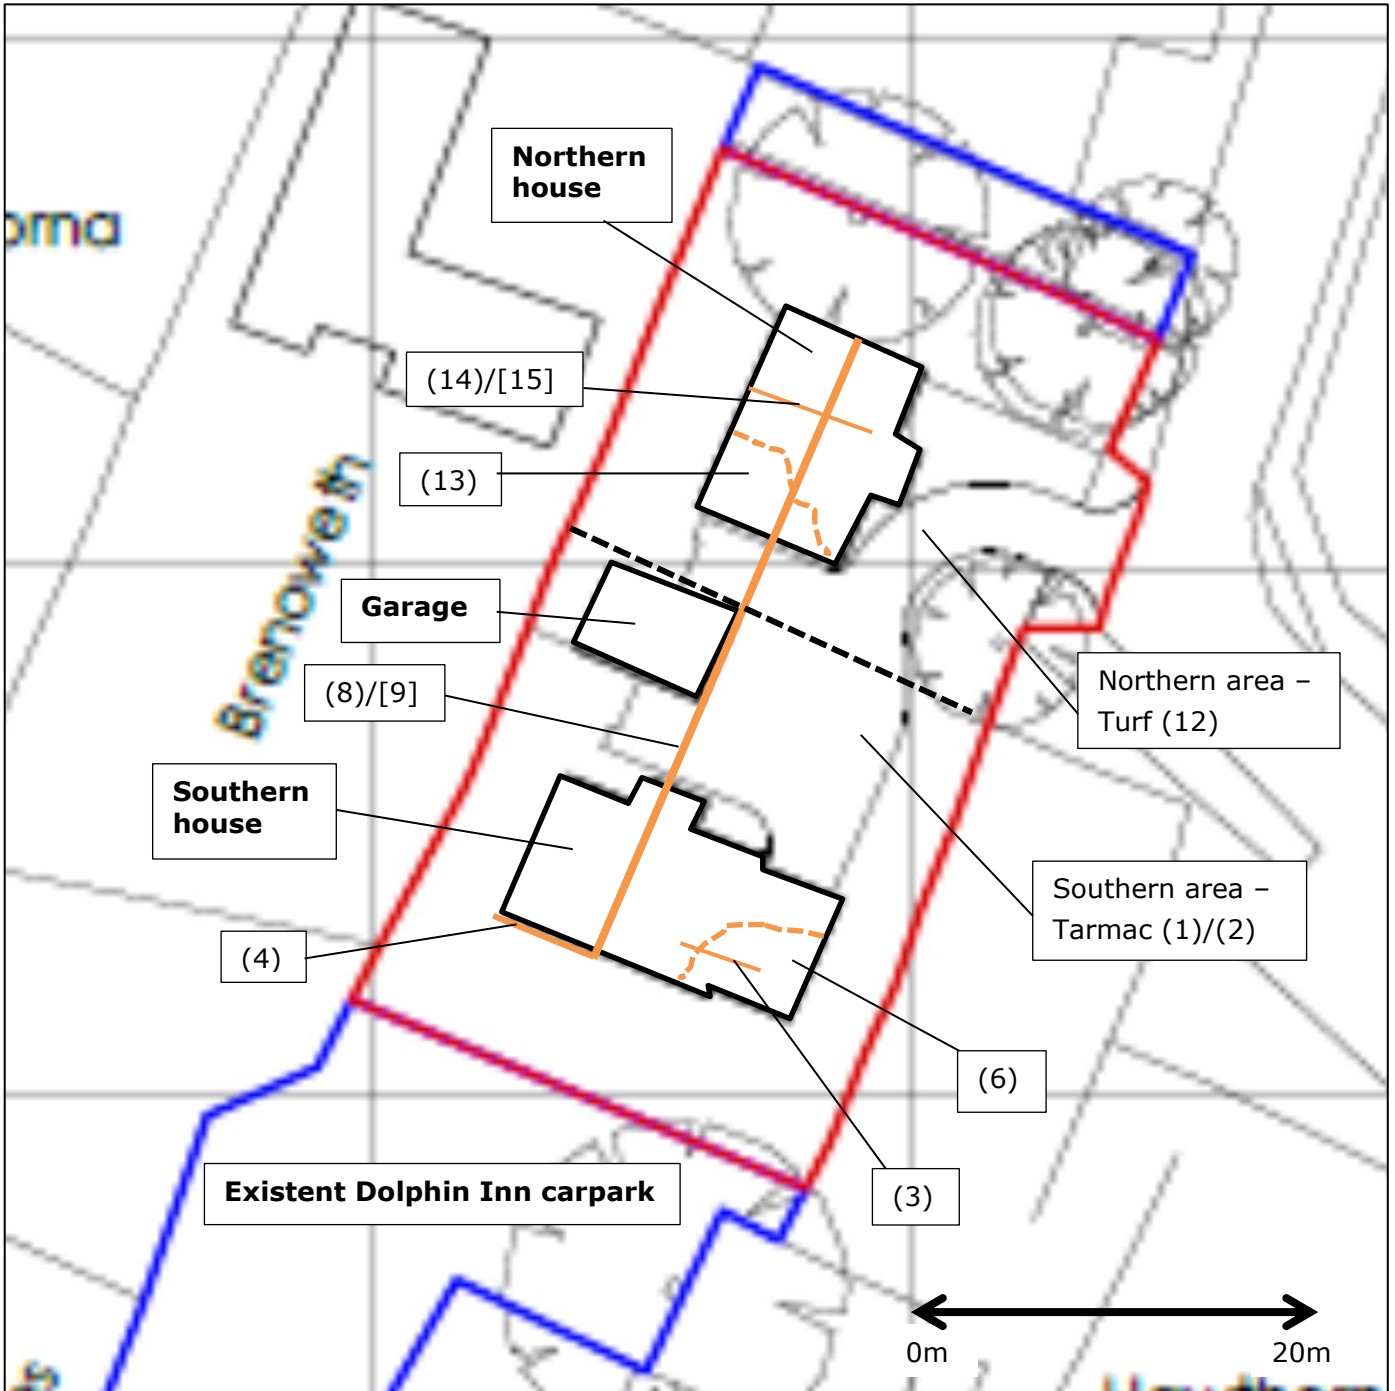 Northern
house
(14)/[15]
(13)
Brenoweth
Garage
(8)/[9]
Northern area –
Turf (12)
Southern
house
Southern area –
Tarmac (1)/(2)
(4)
(6)
Existent Dolphin Inn carpark
(3)
0m
20m